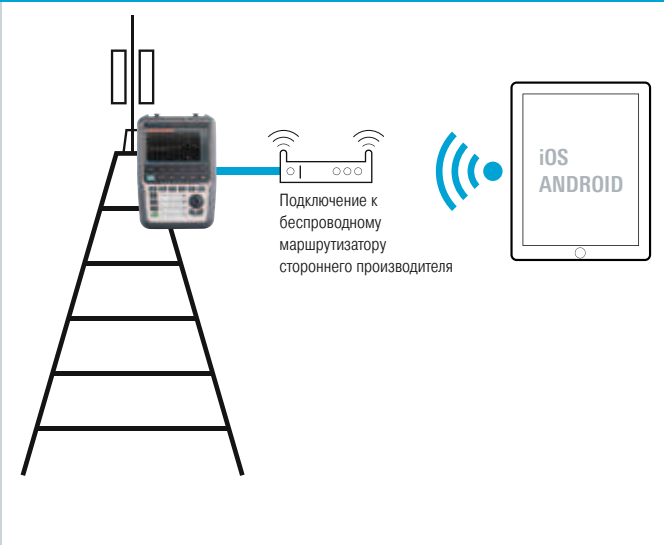 iOS
ANDROID
Подключение к
беспроводному
маршрутизатору
стороннего производителя